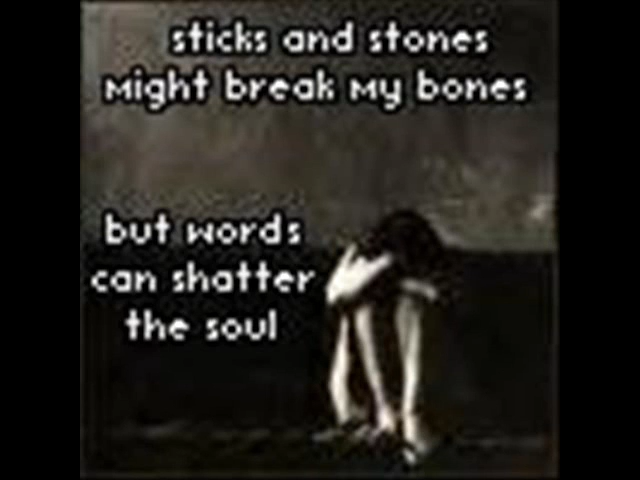 sticks and stones
Might break My bones
but words
can shatter
the soul